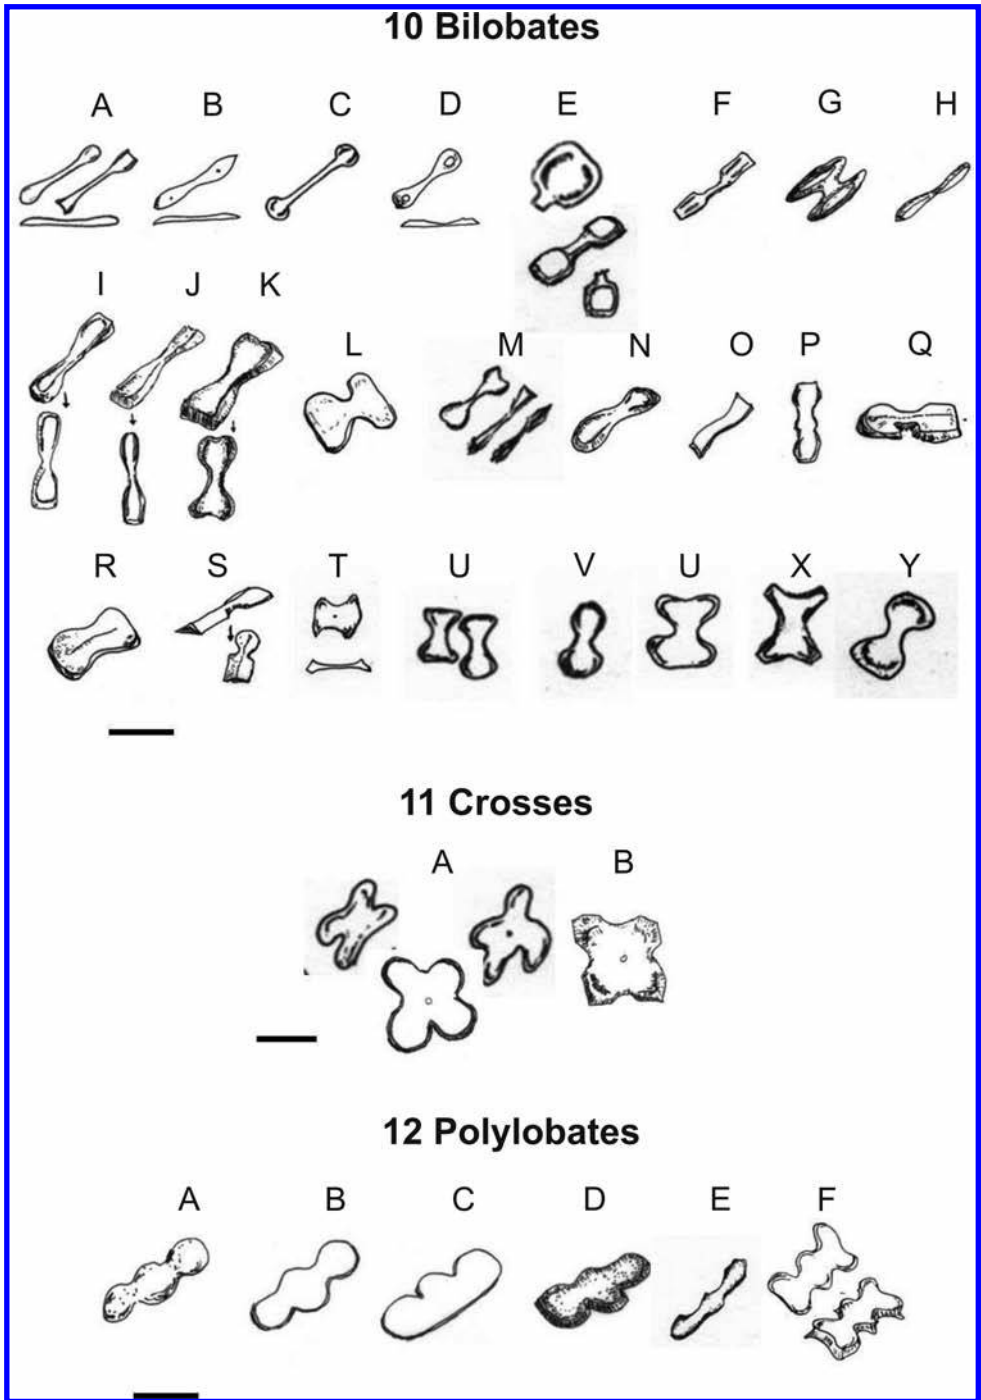 10 Bilobates
A B C D E F G H
I J K
L M N O P Q
R S T U V U X Y
11 Crosses
A B
12 Polylobates
A B C D E F